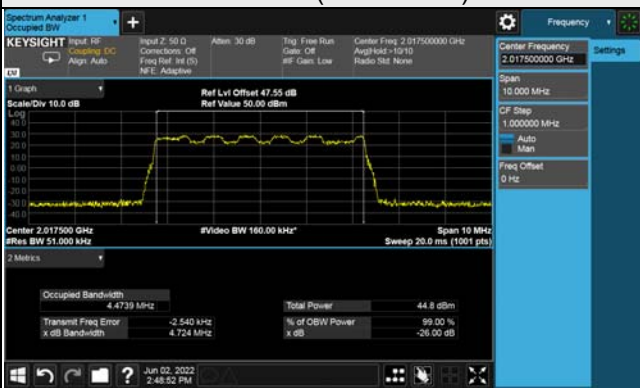 Spectrum Analyzer 1
Occupied BW
Frequency
KEYSIGHT Input: RF
Coupling: DC
Align: Auto
Input Z: 50 Ω
Corrections: Off
Freq Ref: Int (S)
NFE: Adaptive
Atten: 30 dB
Trig: Free Run
Gate: Off
#IF Gain: Low
Center Freq: 2.017500000 GHz
Avg|Hold:>10/10
Radio Std: None
LXI
Center Frequency
2.017500000 GHz
Settings
Span
10.000 MHz
CF Step
1.000000 MHz
Auto
Man
Freq Offset
0 Hz
1 Graph
Scale/Div 10.0 dB
Ref Lvl Offset 47.55 dB
Ref Value 50.00 dBm
Log
40.0
30.0
20.0
10.0
0.00
-10.0
-20.0
-30.0
-40.0
Center 2.017500 GHz
#Res BW 51.000 kHz
#Video BW 160.00 kHz*
Span 10 MHz
Sweep 20.0 ms (1001 pts)
2 Metrics
Occupied Bandwidth
4.4739 MHz
Total Power 44.8 dBm
Transmit Freq Error -2.540 kHz
% of OBW Power 99.00 %
x dB Bandwidth 4.724 MHz
x dB -26.00 dB
?
Jun 02, 2022
2:48:52 PM